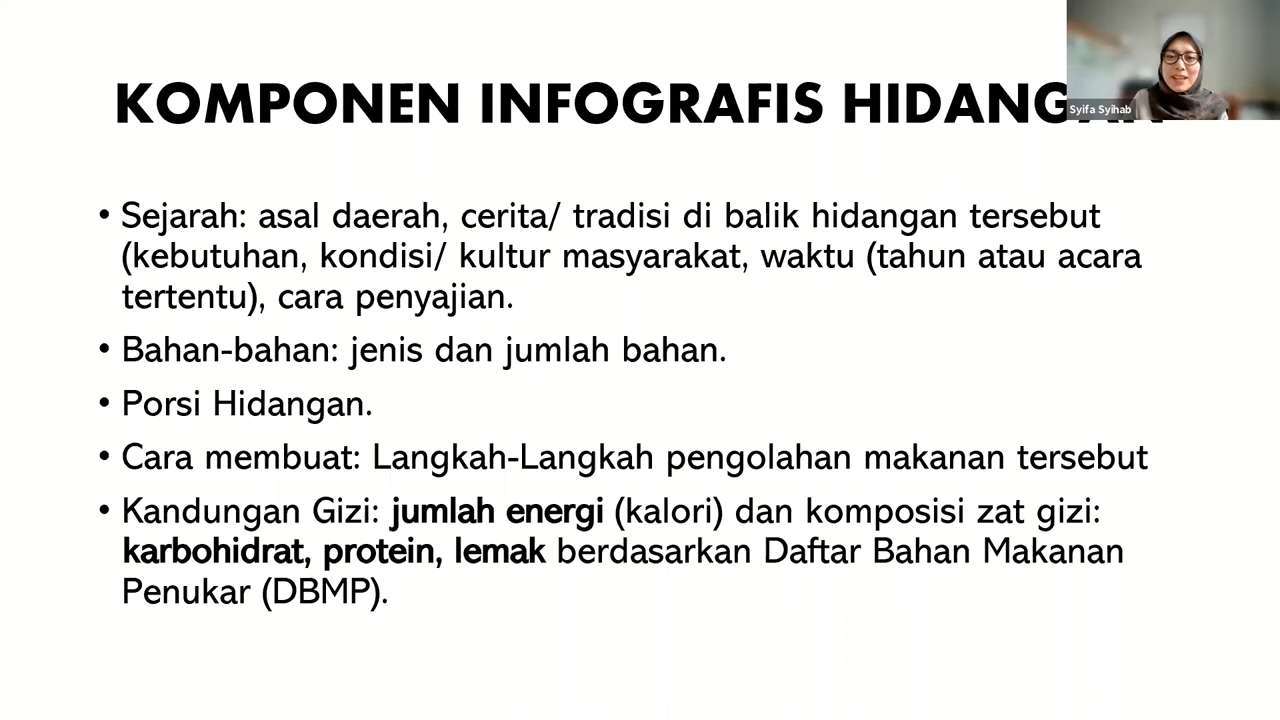 KOMPONEN INFOGRAFIS HIDANGAN
Syifa Syihab
• Sejarah: asal daerah, cerita/ tradisi di balik hidangan tersebut
(kebutuhan, kondisi/ kultur masyarakat, waktu (tahun atau acara
tertentu), cara penyajian.
• Bahan-bahan: jenis dan jumlah bahan.
• Porsi Hidangan.
• Cara membuat: Langkah-Langkah pengolahan makanan tersebut
• Kandungan Gizi: jumlah energi (kalori) dan komposisi zat gizi:
karbohidrat, protein, lemak berdasarkan Daftar Bahan Makanan
Penukar (DBMP).